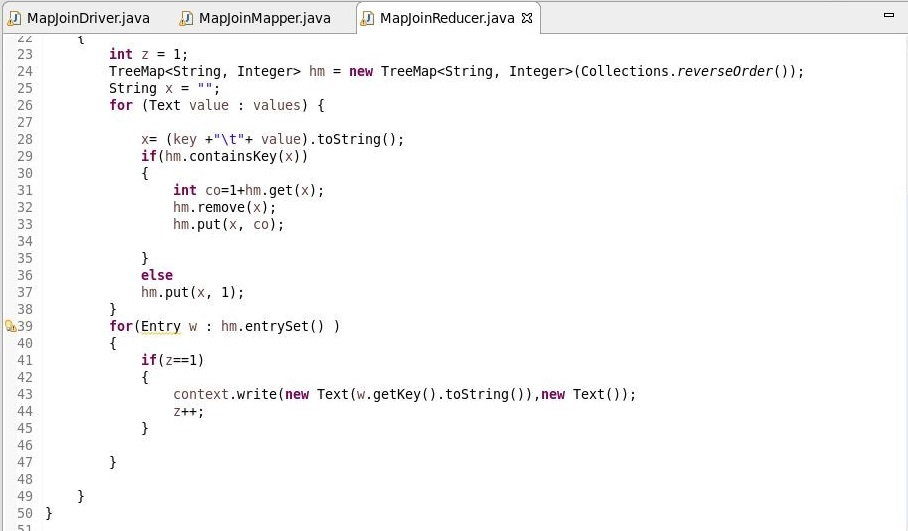 MapJoinDriver.java MapJoinMapper.java MapJoinReducer.java
22 {
23 int z = 1;
24 TreeMap<String, Integer> hm = new TreeMap<String, Integer>(Collections.reverseOrder());
25 String x = "";
26 for (Text value : values) {
27
28 x= (key +"\t"+ value).toString();
29 if(hm.containsKey(x))
30 {
31 int co=1+hm.get(x);
32 hm.remove(x);
33 hm.put(x, co);
34
35 }
36 else
37 hm.put(x, 1);
38 }
39 for(Entry w : hm.entrySet() )
40 {
41 if(z==1)
42 {
43 context.write(new Text(w.getKey().toString()),new Text());
44 z++;
45 }
46
47 }
48
49 }
50 }
51